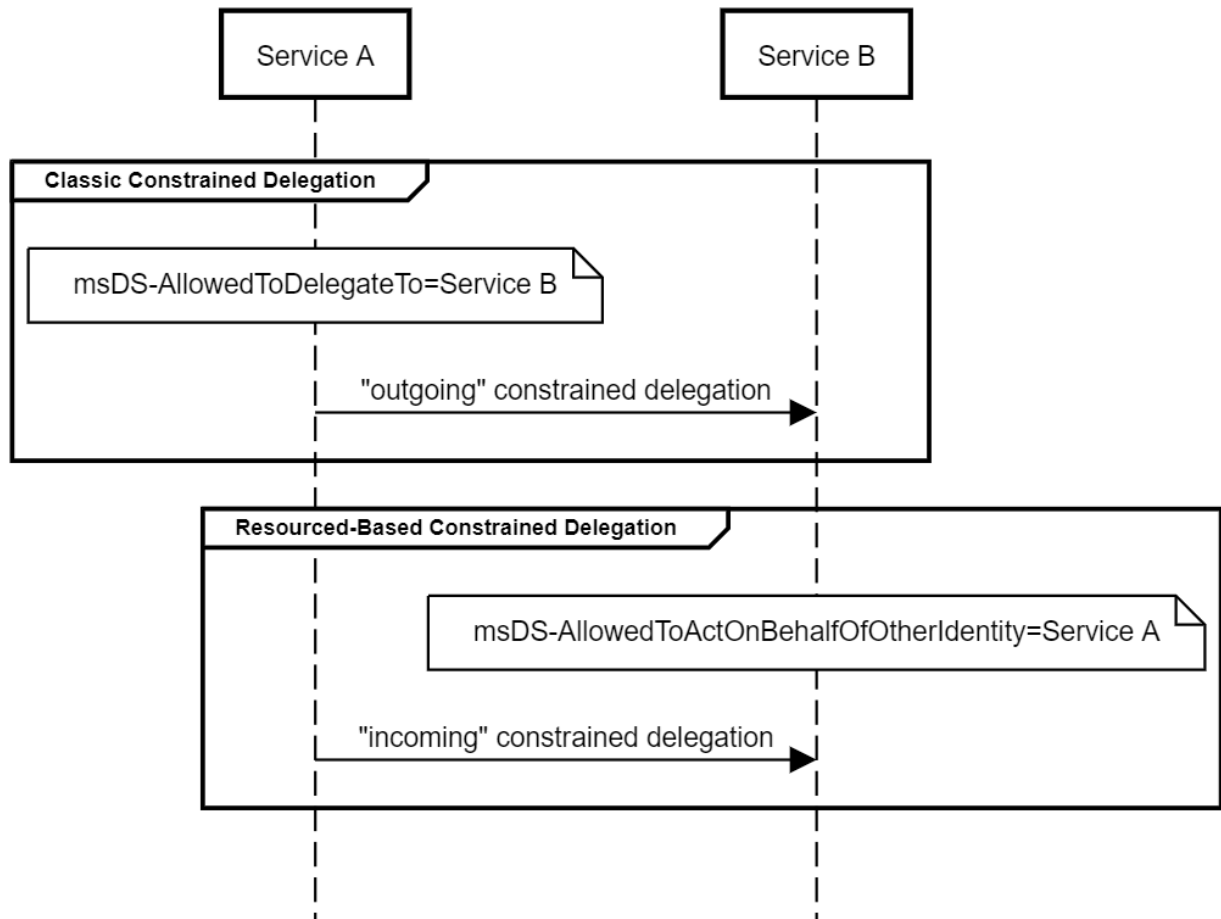 Service A
Service B
Classic Constrained Delegation
msDS-AllowedToDelegateTo=Service B
"outgoing" constrained delegation
Resourced-Based Constrained Delegation
msDS-AllowedToActOnBehalfOfOtherIdentity=Service A
"incoming" constrained delegation